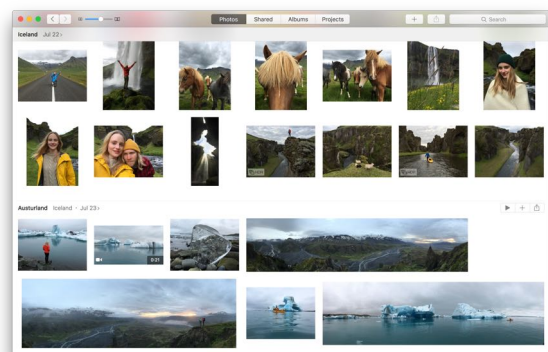 Photos Shared Albums Projects Search
Iceland Jul 22 ›
Austurland Iceland · Jul 23 ›
0:21